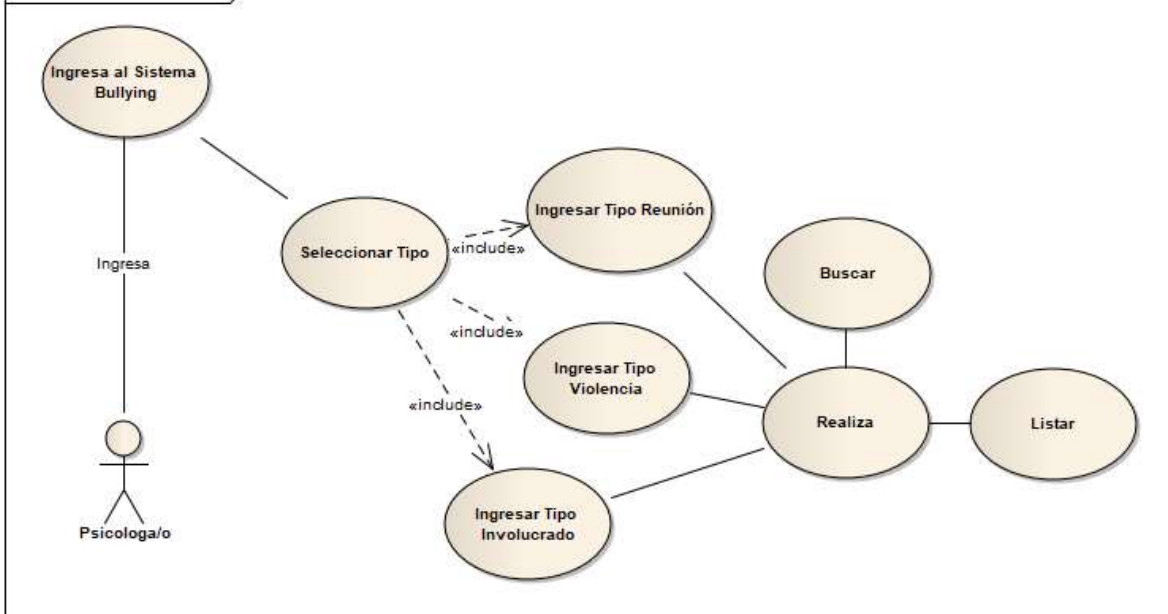 Ingresa al Sistema
Bullying
Ingresar Tipo Reunión
«include»
Seleccionar Tipo
Ingresa
Buscar
«include»
Ingresar Tipo
Violencia
«include»
Realiza
Listar
Ingresar Tipo
Involucrado
Psicologa/o